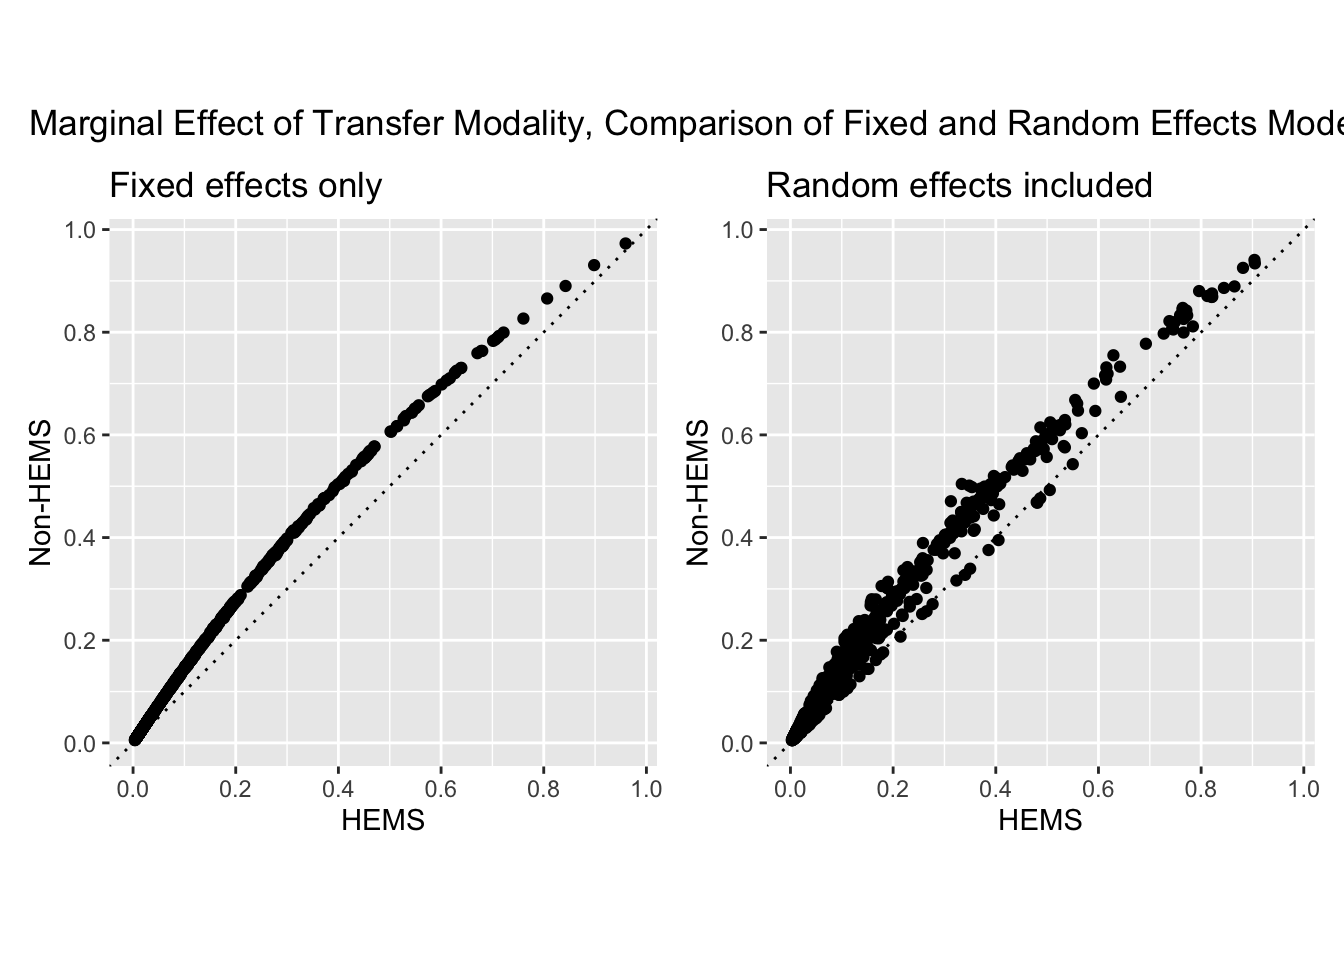 Marginal Effect of Transfer Modality, Comparison of Fixed and Random Effects Mode
Fixed effects only
1.0
0.8
0.6
0.4
0.2
0.0
Non-HEMS
0.0 0.2 0.4 0.6 0.8 1.0
HEMS
Random effects included
1.0
0.8
0.6
0.4
0.2
0.0
Non-HEMS
0.0 0.2 0.4 0.6 0.8 1.0
HEMS